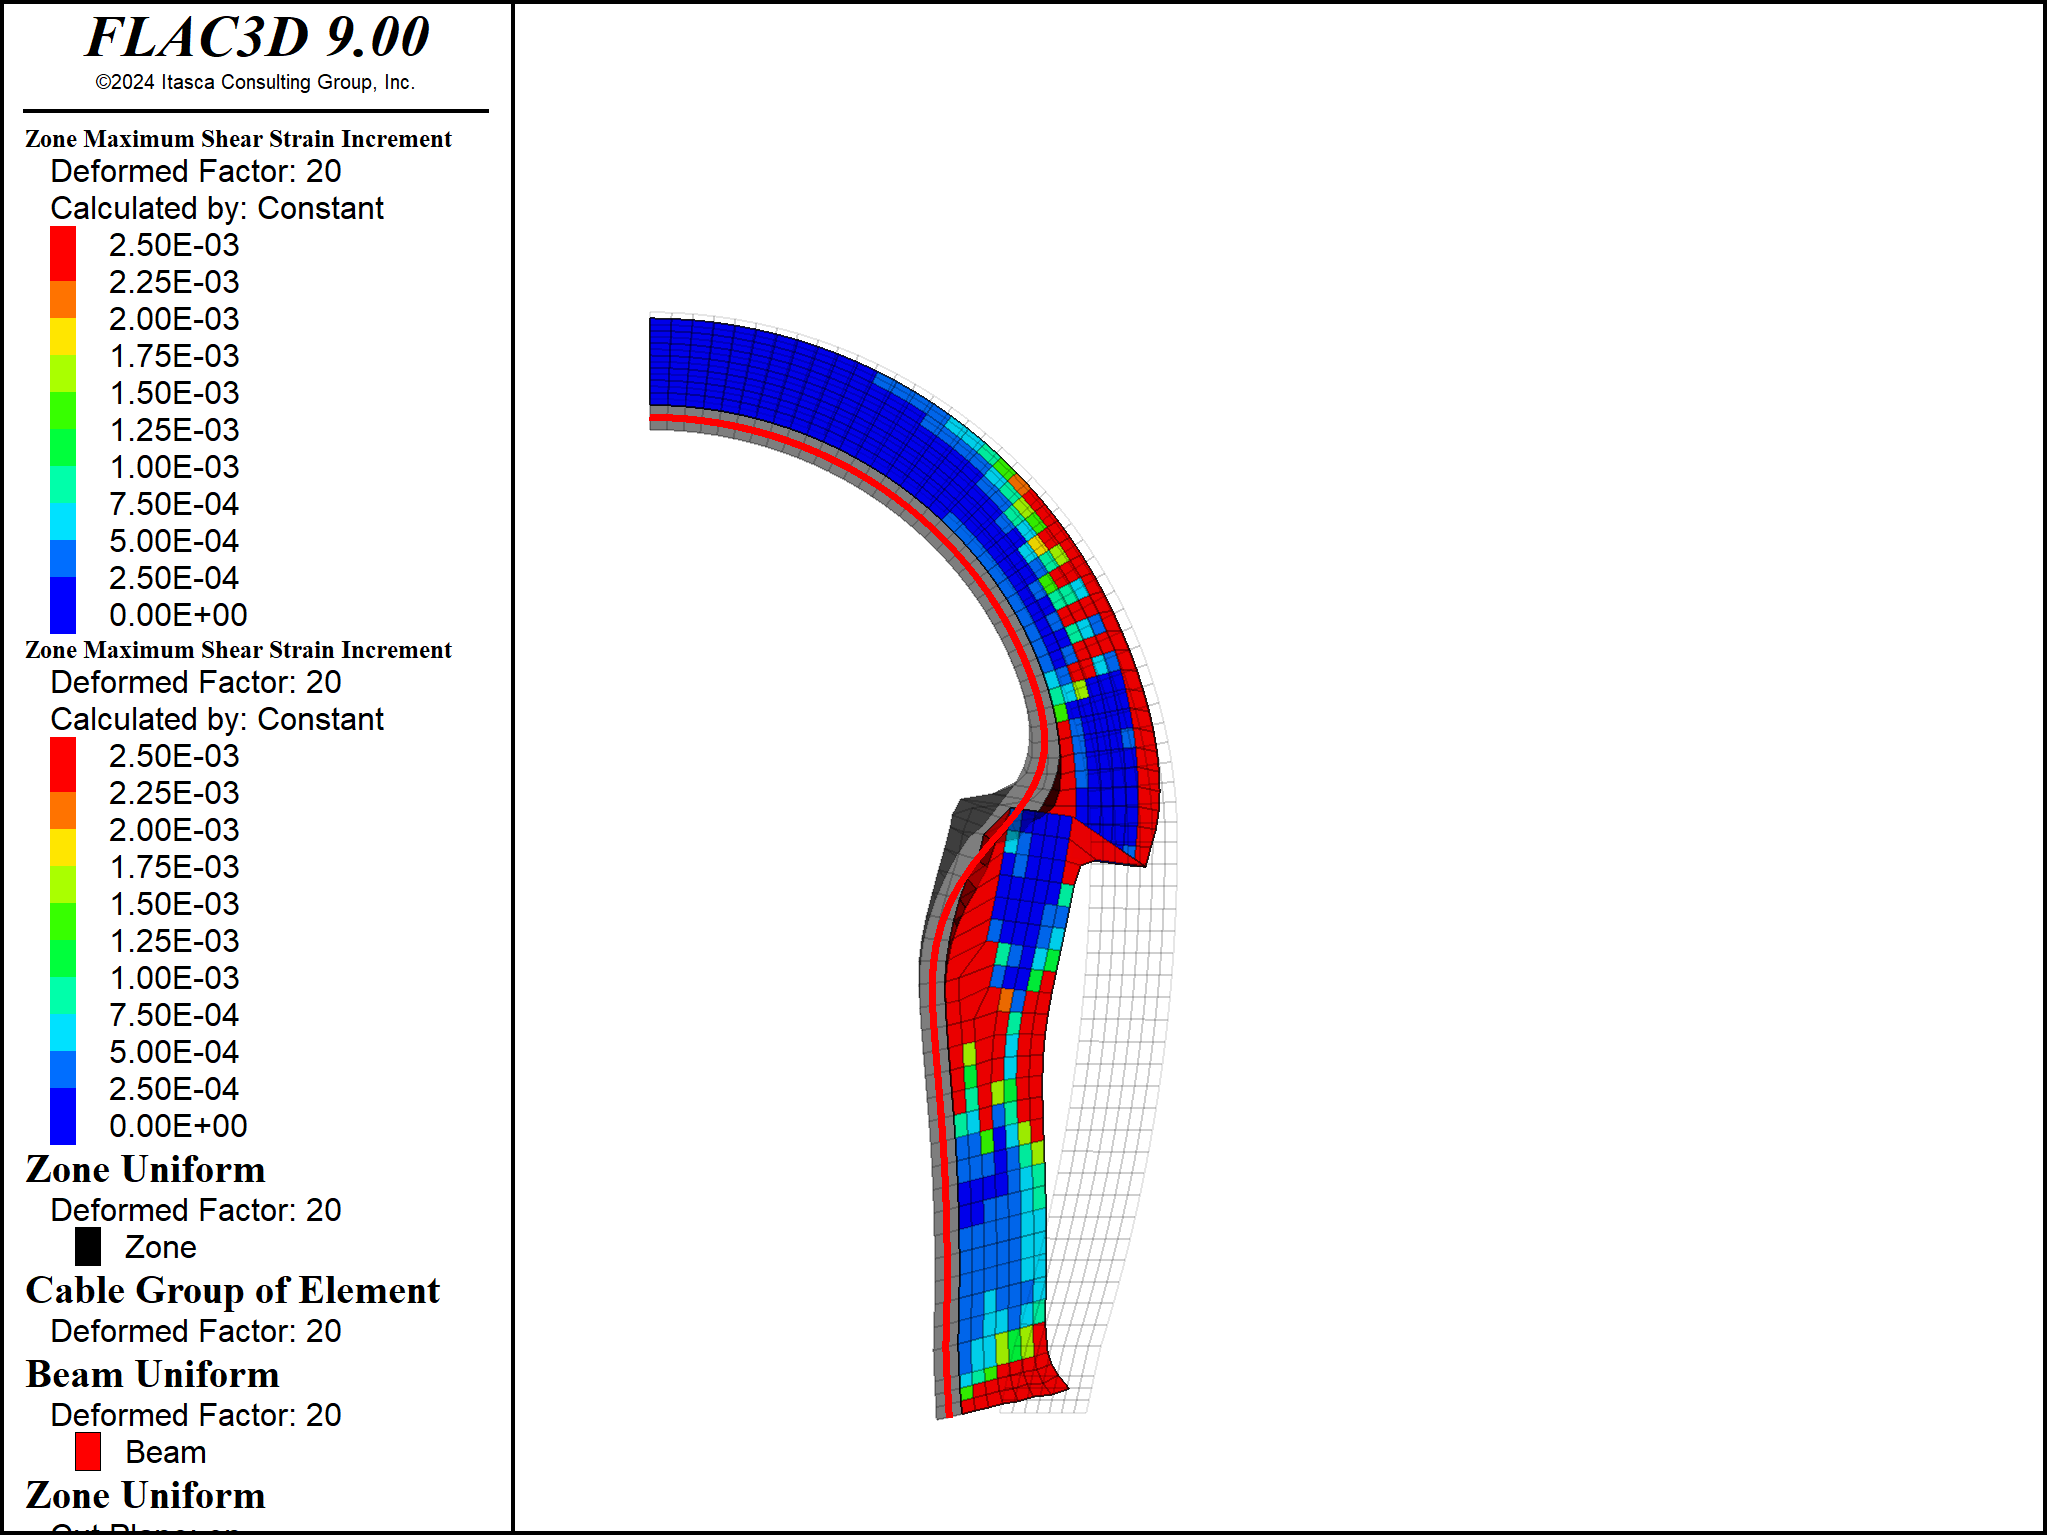 FLAC3D 9.00
©2024 Itasca Consulting Group, Inc.
Zone Maximum Shear Strain Increment
Deformed Factor: 20
Calculated by: Constant
2.50E-03
2.25E-03
2.00E-03
1.75E-03
1.50E-03
1.25E-03
1.00E-03
7.50E-04
5.00E-04
2.50E-04
0.00E+00
Zone Maximum Shear Strain Increment
Deformed Factor: 20
Calculated by: Constant
2.50E-03
2.25E-03
2.00E-03
1.75E-03
1.50E-03
1.25E-03
1.00E-03
7.50E-04
5.00E-04
2.50E-04
0.00E+00
Zone Uniform
Deformed Factor: 20
Zone
Cable Group of Element
Deformed Factor: 20
Beam Uniform
Deformed Factor: 20
Beam
Zone Uniform